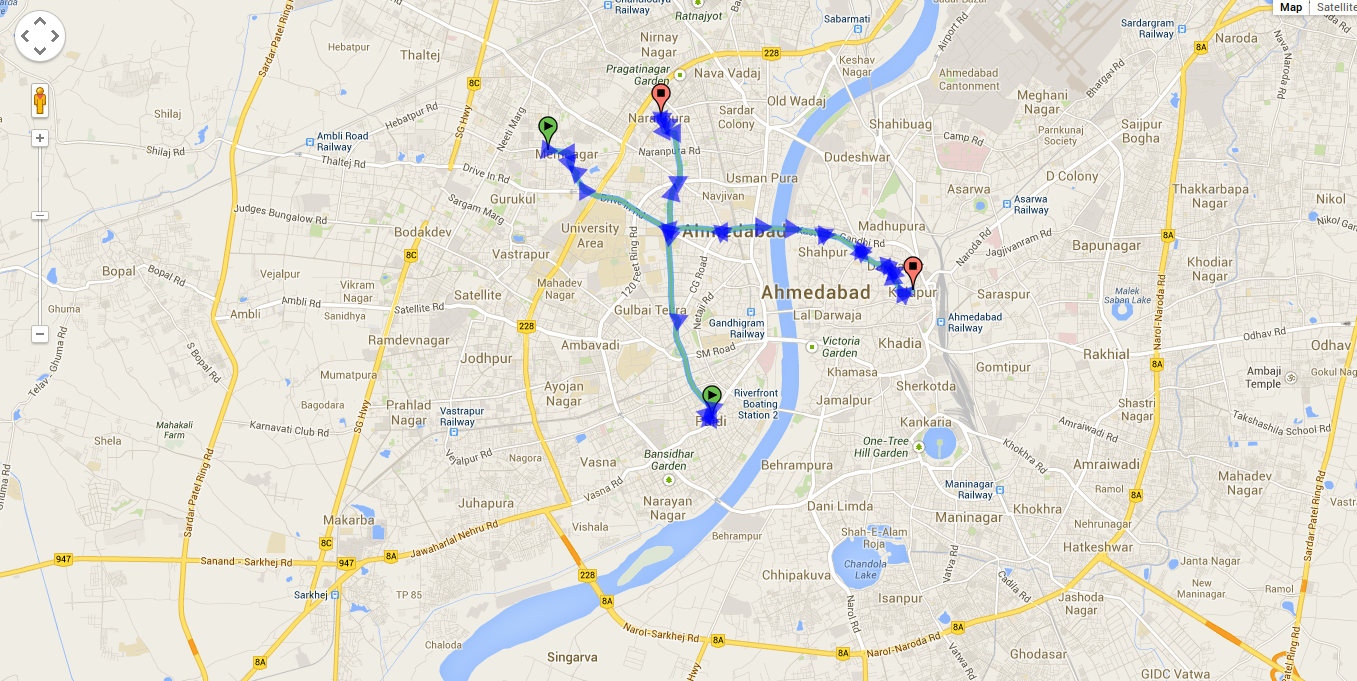 Map
Satellite
Chandlodiya
Railway
Ratnajyot
Sabarmati
Airport Rd
Sardargram
Railway
Naroda
Nava Naroda Rd
Sardar Patel Ring Rd
Hebatpur
Thaltej
Nirnay
Nagar
228
Keshav
Nagar
8A
8C
Pragatinagar
Garden
Nava Vadaj
Ahmedabad
Cantonment
Bhargav Rd
Meghani
Nagar
Old Wadaj
Sardar
Colony
Shahibaug
Camp Rd
Parnkunj
Society
Sajpur
Bogha
Shilaj
Hebatpur Rd
SG Hwy
Neeti Marg
Ambli Road
Railway
Shilaj Rd
Thaltej Rd
Drive In Rd
Memnagar
Naranpura Rd
Dudeshwar
D Colony
Usman Pura
Asarwa
Thakkarbapa
Nagar
Nikol
Gurukul
Navjivan
Sargam Marg
Judges Bungalow Rd
Asarwa
Railway
Nikol Gam
Bodakdev
University
Area
120 Feet Ring Rd
Ahmedabad
Gandhi Rd
Madhupura
Jagjivanram Rd
Naroda Rd
Bapunagar
8A
8C
Vastrapur
Shahpur
CG Road
Khodiar
Nagar
Bopal
Bopal Rd
Vejalpur
Vikram
Nagar
Mahadev
Nagar
Ahmedabad
Saraspur
Malek
Saban Lake
Ghuma
Ambli
Ambli Rd
Sanidhya
Satellite
Satellite Rd
Netaji Rd
Lal Darwaja
Narol-Naroda Rd
228
Gandhigram
Railway
Ahmedabad
Railway
Odhav Rd
Odhav
Ramdevnagar
Jodhpur
Ambavadi
SM Road
Victoria
Garden
Khadia
Rakhial
8A
Telav - Ghuma Rd
S Bopal Rd
Mumatpura
Ayojan
Nagar
Khamasa
Gomtipur
Ambaji
Temple
Gokul Nagar
Bagodara
Prahlad
Nagar
Vastrapur
Railway
Riverfront
Boating
Station 2
Jamalpur
Sherkotda
Shastri
Nagar
Mahakali
Farm
Karnavati Club Rd
Kankaria
Amraiwadi Rd
Takshashila School Rd
Shela
SG Hwy
Vejalpur Rd
Nagora
Vasna
Bansidhar
Garden
One-Tree
Hill Garden
Khokhra Rd
Behrampura
Amraiwadi
Mahadev
Nagar
Sardar Patel Ring Rd
Juhapura
Vasna Rd
Narayan
Nagar
Maninagar
Railway
Ramol
8A
Dani Limda
Maninagar
Khokhra
Makarba
Vishala
Behrampur
Shah-E-Alam
Roja
Nehrunagar
Hatkeshwar
8C
947
Sanand - Sarkhej Rd
947
8A
Jawaharlal Nehru Rd
Chandola
Lake
Vatva Rd
Janta Nagar
228
Chhipakuva
Cadila Rd
New
Maninagar
Ramol
Sarkhej
TP 85
8A
Isanpur
Jashoda
Nagar
Narol Rd
Chaloda
Narol-Sarkhej Rd
8A
8A
8A
Narol-Naroda Rd
8A
Singarva
Hwy
Vatwa Rd
Ghodasar
GIDC Vatwa